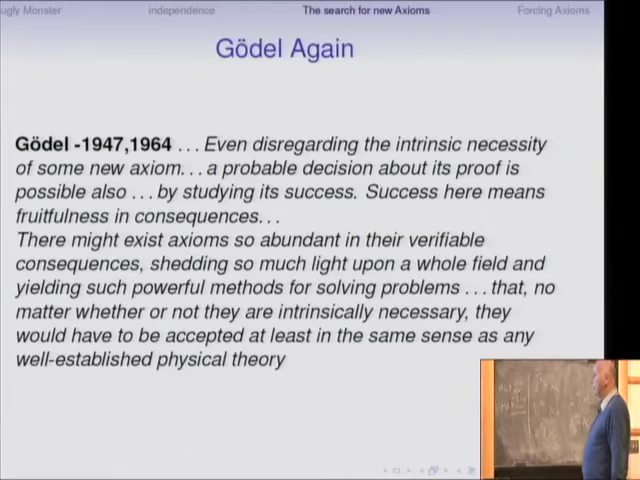 ugly Monster independence The search for new Axioms Forcing Axioms
Gödel Again
Gödel -1947,1964 ... Even disregarding the intrinsic necessity
of some new axiom... a probable decision about its proof is
possible also ... by studying its success. Success here means
fruitfulness in consequences...
There might exist axioms so abundant in their verifiable
consequences, shedding so much light upon a whole field and
yielding such powerful methods for solving problems ... that, no
matter whether or not they are intrinsically necessary, they
would have to be accepted at least in the same sense as any
well-established physical theory